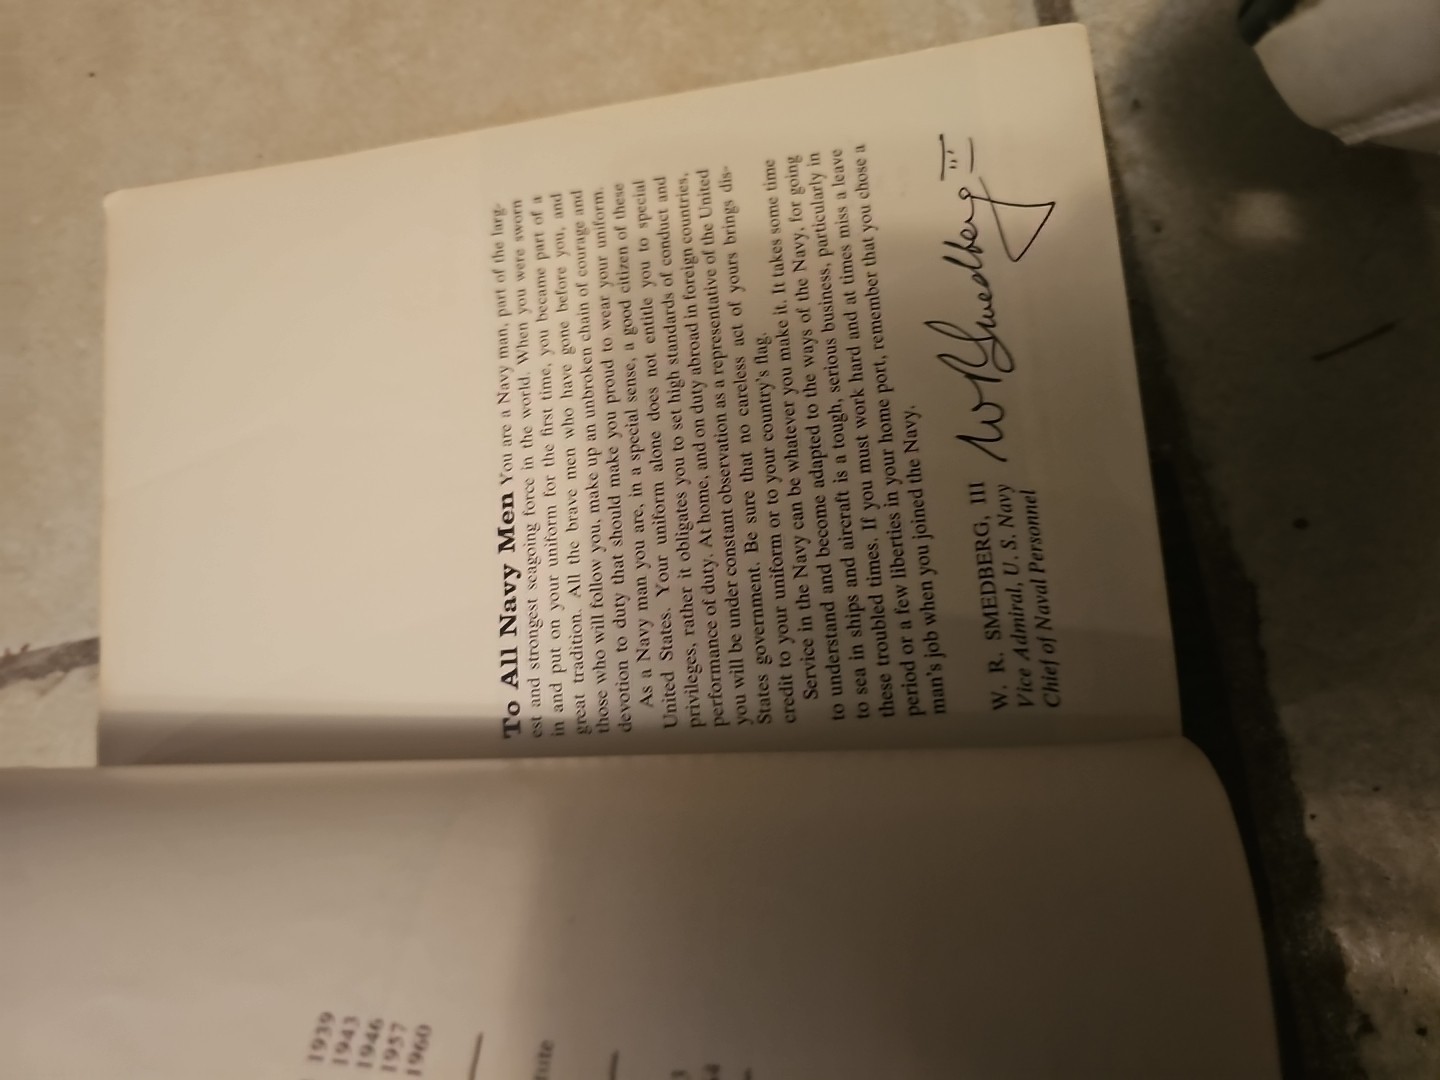 1939
1943
1946
1957
1960
To All Navy Men You are a Navy man, part of the larg-
est and strongest seagoing force in the world. When you were sworn
in and put on your uniform for the first time, you became part of a
great tradition. All the brave men who have gone before you, and
those who will follow you, make up an unbroken chain of courage and
devotion to duty that should make you proud to wear your uniform.
As a Navy man you are, in a special sense, a good citizen of these
United States. Your uniform alone does not entitle you to special
privileges, rather it obligates you to set high standards of conduct and
performance of duty. At home, and on duty abroad in foreign countries,
you will be under constant observation as a representative of the United
States government. Be sure that no careless act of yours brings dis-
credit to your uniform or to your country's flag.
Service in the Navy can be whatever you make it. It takes some time
to understand and become adapted to the ways of the Navy, for going
to sea in ships and aircraft is a tough, serious business, particularly in
these troubled times. If you must work hard and at times miss a leave
period or a few liberties in your home port, remember that you chose a
man's job when you joined the Navy.
W R Smedberg III
W. R. SMEDBERG, III
Vice Admiral, U. S. Navy
Chief of Naval Personnel